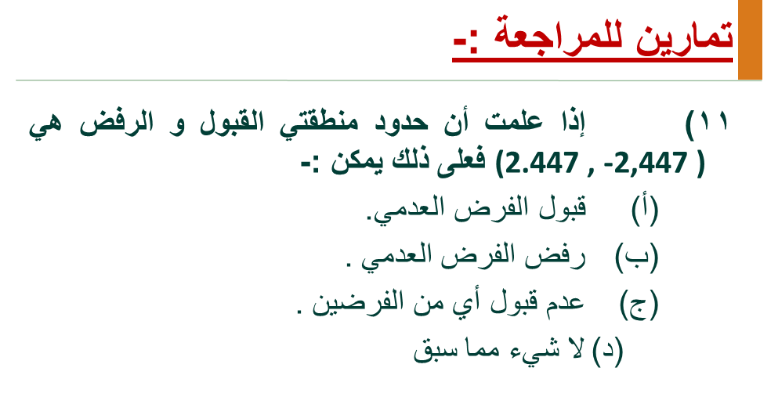 تمارين للمراجعة :-
١١) إذا علمت أن حدود منطقتي القبول و الرفض هي
( 2,447- , 2.447) فعلى ذلك يمكن :-
(أ) قبول الفرض العدمي.
(ب) رفض الفرض العدمي .
(ج) عدم قبول أي من الفرضين .
(د) لا شيء مما سبق